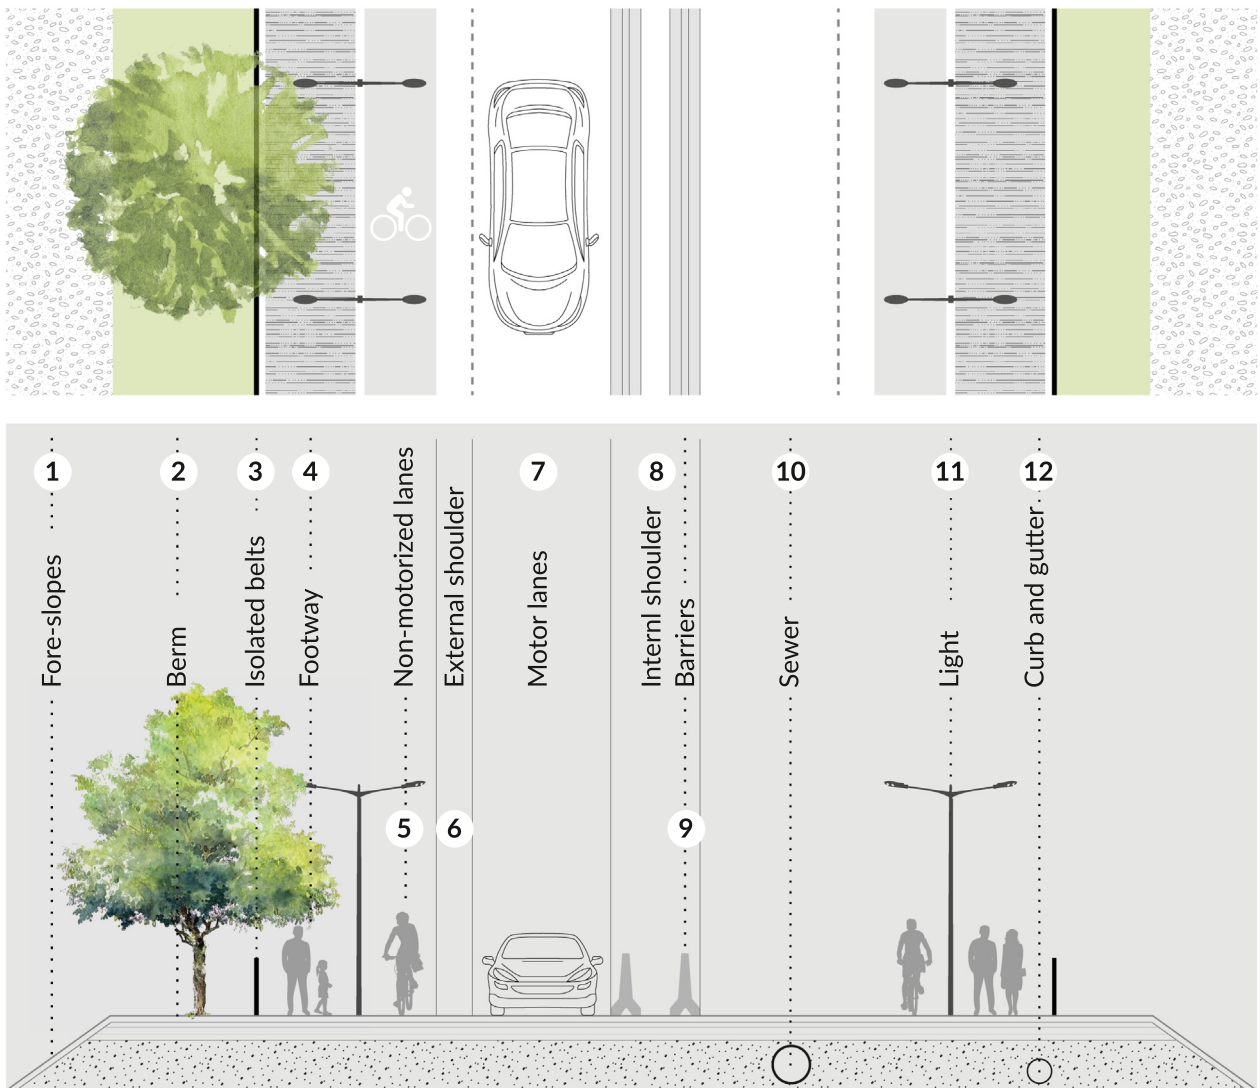 1
Fore-slopes
2
Berm
3
Isolated belts
4
Footway
Non-motorized lanes
5
External shoulder
6
7
Motor lanes
8
Internl shoulder
Barriers
9
10
Sewer
11
Light
12
Curb and gutter